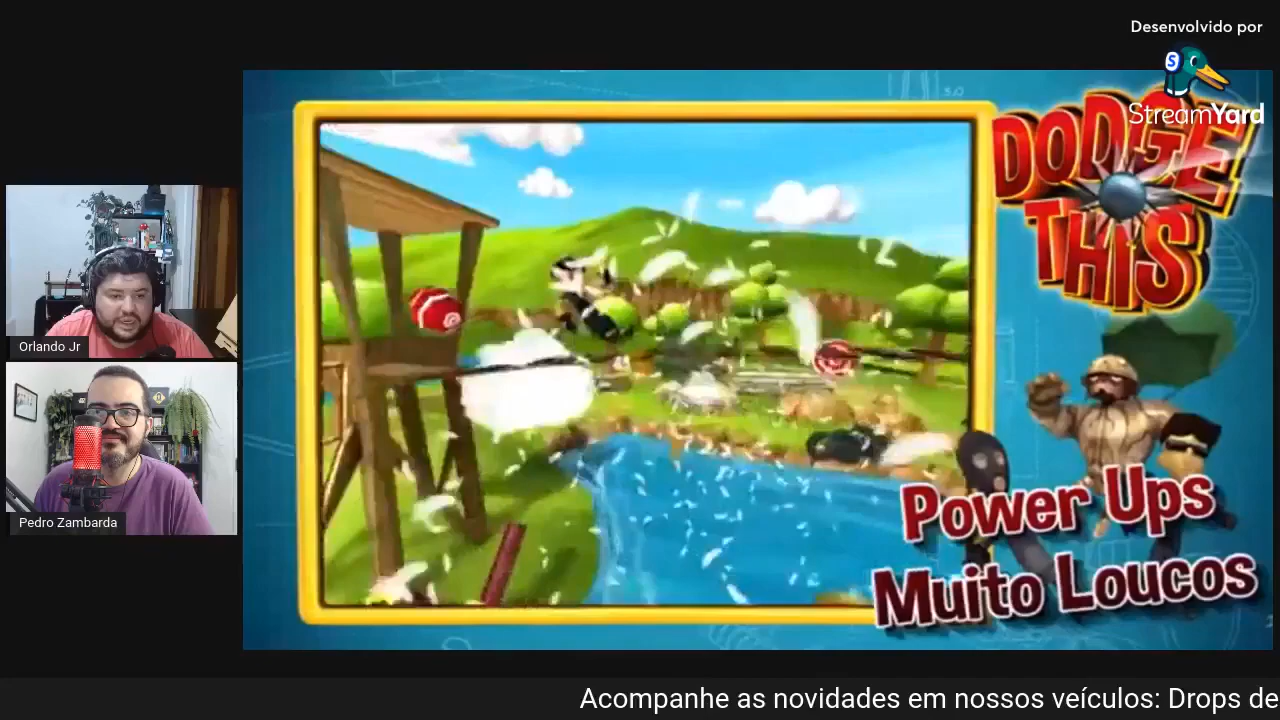 Desenvolvido por
StreamYard
DODGE
THIS
Orlando Jr
Pedro Zambarda
Power Ups
Muito Loucos
Acompanhe as novidades em nossos veículos: Drops de